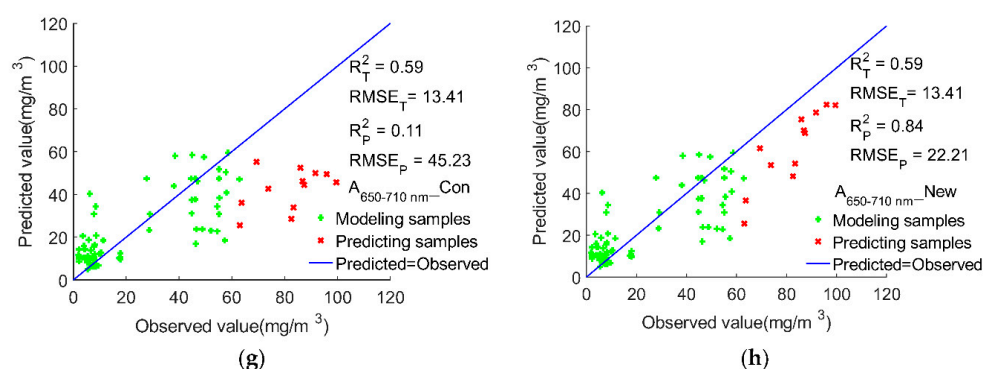 120
100
80
60
40
20
0
0 20 40 60 80 100 120
Predicted value(mg/m 3)
Observed value(mg/m 3)
R²T = 0.59
RMSET= 13.41
R²P = 0.11
RMSEP = 45.23
A650-710 nm_Con
Modeling samples
Predicting samples
Predicted=Observed
(g)
120
100
80
60
40
20
0
0 20 40 60 80 100 120
Predicted value(mg/m 3)
Observed value(mg/m 3)
R²T = 0.59
RMSET= 13.41
R²P = 0.84
RMSEP = 22.21
A650-710 nm_New
Modeling samples
Predicting samples
Predicted=Observed
(h)